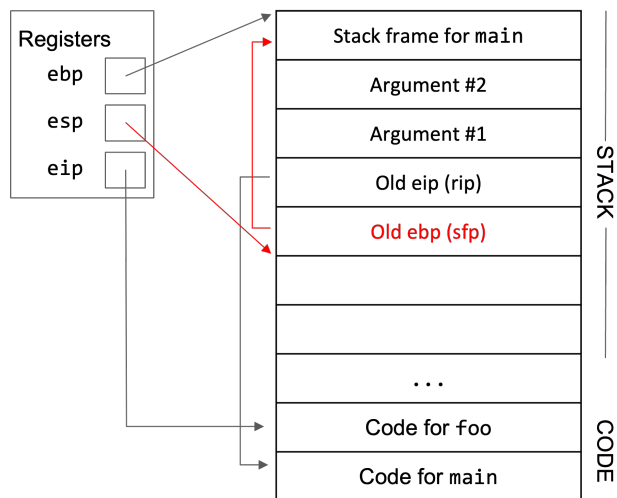 Registers
ebp
esp
eip
Stack frame for main
Argument #2
Argument #1
Old eip (rip)
Old ebp (sfp)
...
Code for foo
Code for main
STACK
CODE